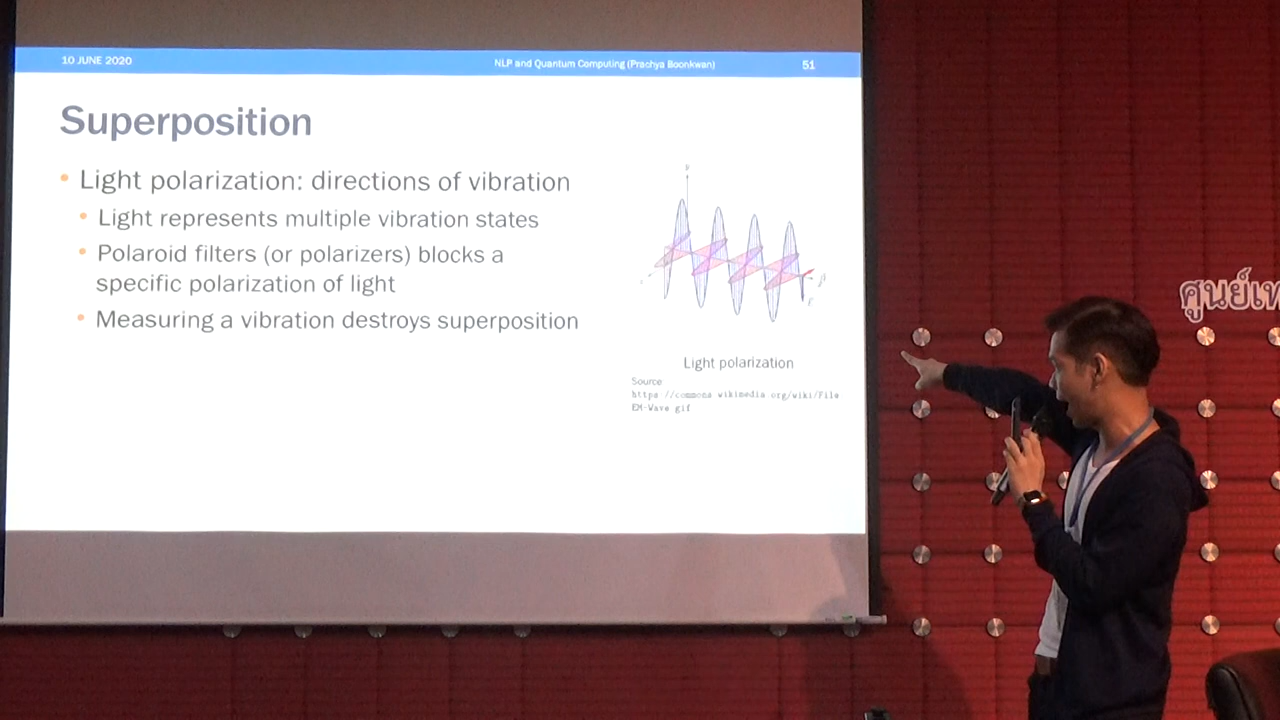 10 JUNE 2020
NLP and Quantum Computing (Prachya Boonkwan)
51
Superposition
• Light polarization: directions of vibration
• Light represents multiple vibration states
• Polaroid filters (or polarizers) blocks a
specific polarization of light
• Measuring a vibration destroys superposition
Light polarization
Source
https://commons.wikimedia.org/wiki/File
EM-Wave.gif
ศูนย์เท